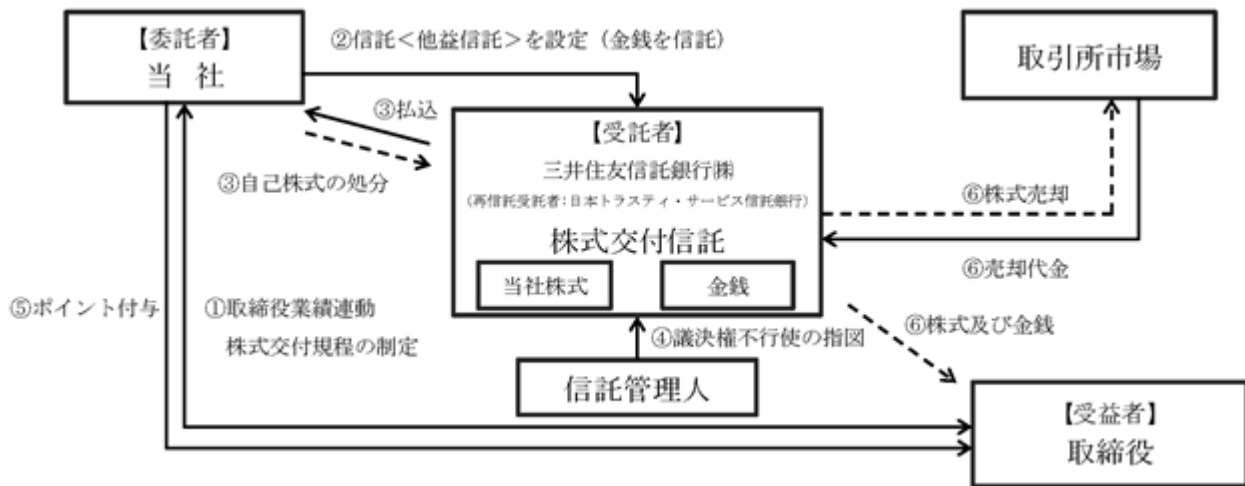 【委託者】
当 社
②信託<他益信託>を設定（金銭を信託）
取引所市場
③払込
③自己株式の処分
【受託者】
三井住友信託銀行㈱
（再信託受託者：日本トラスティ・サービス信託銀行）
株式交付信託
当社株式
金銭
⑥株式売却
⑥売却代金
⑤ポイント付与
①取締役業績連動
株式交付規程の制定
④議決権不行使の指図
⑥株式及び金銭
信託管理人
【受益者】
取締役